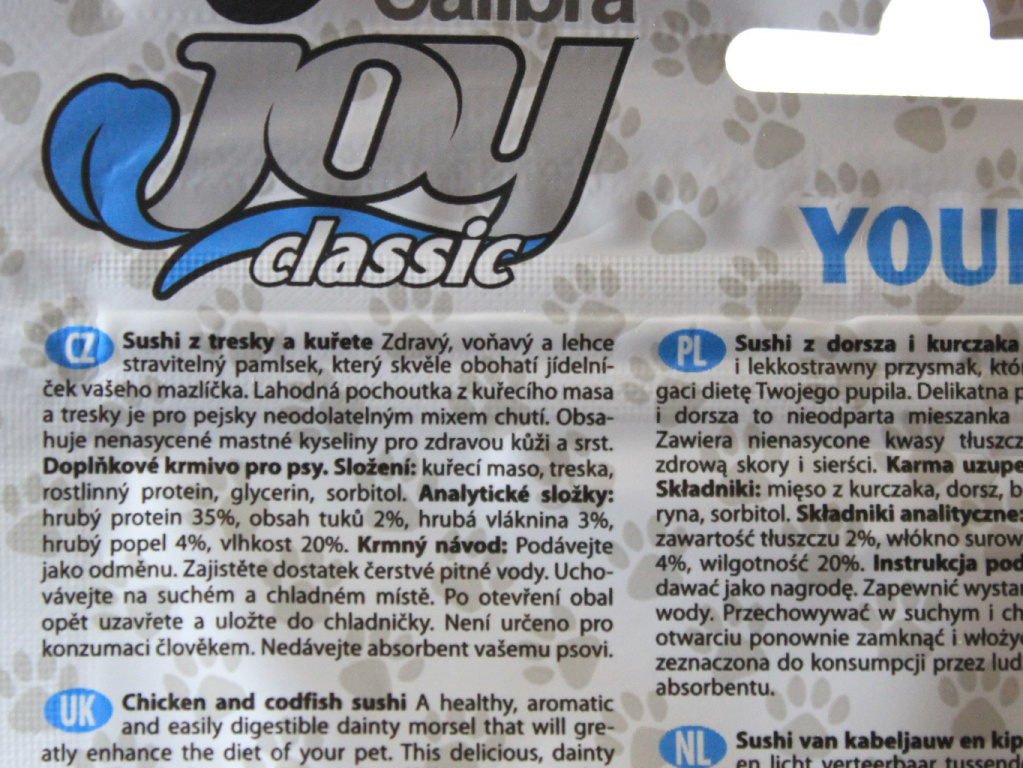 Calibra
JOY
classic
YOU
CZ Sushi z tresky a kuřete Zdravý, voňavý a lehce
stravitelný pamlsek, který skvěle obohatí jídelní-
ček vašeho mazlíčka. Lahodná pochoutka z kuřecího masa
a tresky je pro pejsky neodolatelným mixem chutí. Obsa-
huje nenasycené mastné kyseliny pro zdravou kůži a srst.
Doplňkové krmivo pro psy. Složení: kuřecí maso, treska,
rostlinný protein, glycerin, sorbitol. Analytické složky:
hrubý protein 35%, obsah tuků 2%, hrubá vláknina 3%,
hrubý popel 4%, vlhkost 20%. Krmný návod: Podávejte
jako odměnu. Zajistěte dostatek čerstvé pitné vody. Ucho-
vávejte na suchém a chladném místě. Po otevření obal
opět uzavřete a uložte do chladničky. Není určeno pro
konzumaci člověkem. Nedávejte absorbent vašemu psovi.
UK Chicken and codfish sushi A healthy, aromatic
and easily digestible dainty morsel that will gre-
atly enhance the diet of your pet. This delicious, dainty
PL Sushi z dorsza i kurczaka
i lekkostrawny przysmak, któ
gaci dietę Twojego pupila. Delikatna p
i dorsza to nieodparta mieszanka
Zawiera nienasycone kwasy tłuszcz
zdrową skory i sierści. Karma uzupe
Składniki: mięso z kurczaka, dorsz, b
ryna, sorbitol. Składniki analityczne:
zawartość tłuszczu 2%, włókno surow
4%, wilgotność 20%. Instrukcja pod
dawać jako nagrodę. Zapewnić wysta
wody. Przechowywać w suchym i ch
otwarciu ponownie zamknąć i włoży
zeznaczona do konsumpcji przez lud
absorbentu.
NL Sushi van kabeljauw en kip
en licht verteerbaar tussend